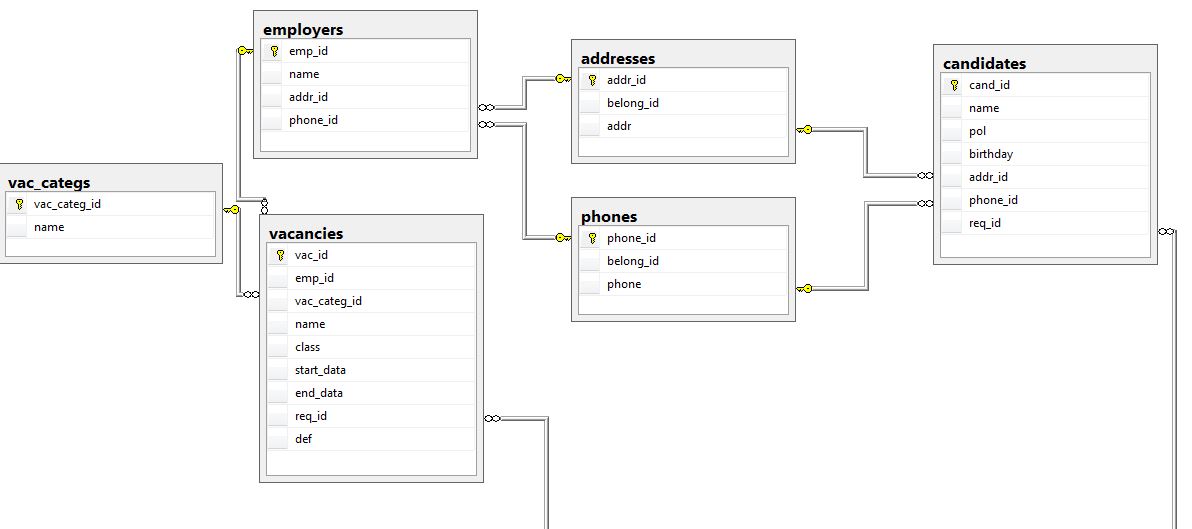 employers
emp_id
name
addr_id
phone_id
addresses
addr_id
belong_id
addr
candidates
cand_id
name
pol
birthday
addr_id
phone_id
req_id
vac_categs
vac_categ_id
name
phones
phone_id
belong_id
phone
vacancies
vac_id
emp_id
vac_categ_id
name
class
start_data
end_data
req_id
def